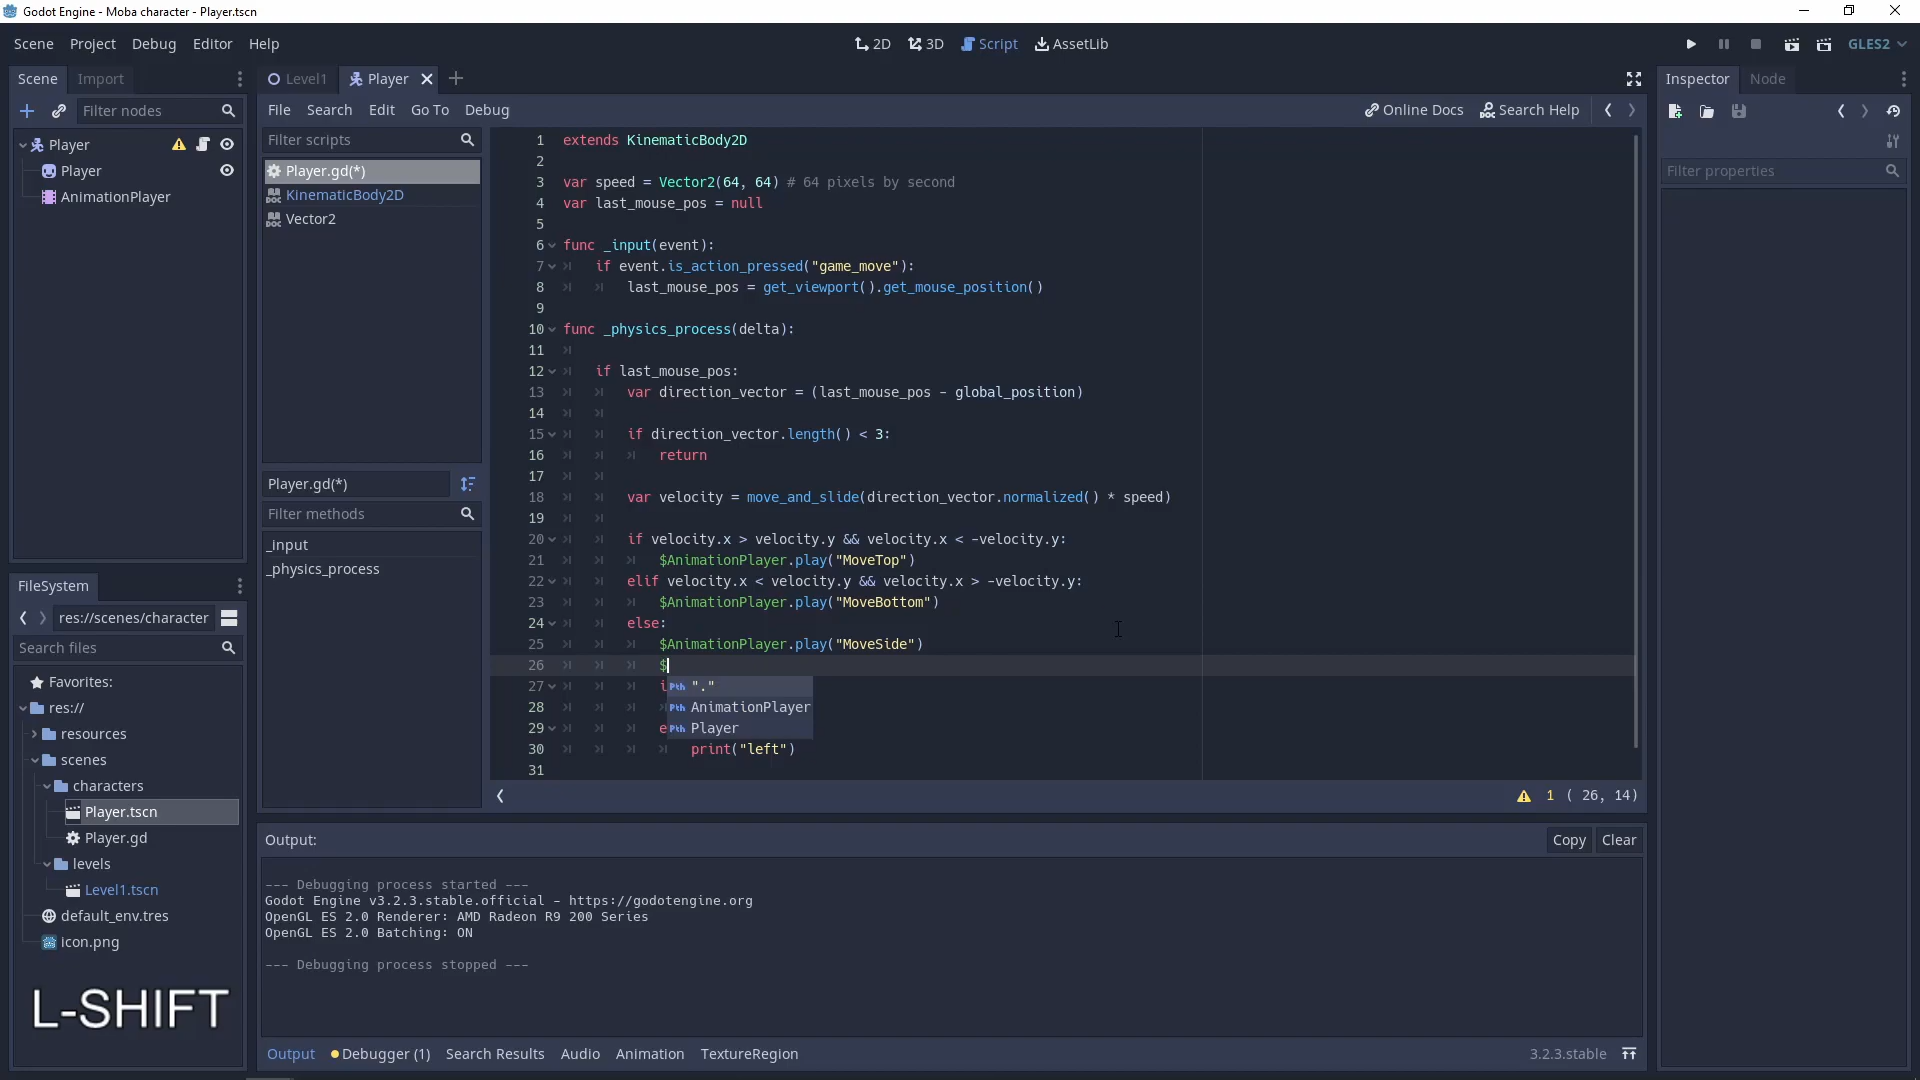 Godot Engine - Moba character - Player.tscn
Scene Project Debug Editor Help
2D 3D Script AssetLib
GLES2
Scene Import
Filter nodes
Player
Player
AnimationPlayer
FileSystem
res://scenes/character
Search files
Favorites:
res://
resources
scenes
characters
Player.tscn
Player.gd
levels
Level1.tscn
default_env.tres
icon.png
L-SHIFT
Level1 Player
File Search Edit Go To Debug
Online Docs Search Help
Filter scripts
Player.gd(*)
KinematicBody2D
Vector2
Player.gd(*)
Filter methods
_input
_physics_process
1 extends KinematicBody2D
2
3 var speed = Vector2(64, 64) # 64 pixels by second
4 var last_mouse_pos = null
5
6 func _input(event):
7 if event.is_action_pressed("game_move"):
8 last_mouse_pos = get_viewport().get_mouse_position()
9
10 func _physics_process(delta):
11
12 if last_mouse_pos:
13 var direction_vector = (last_mouse_pos - global_position)
14
15 if direction_vector.length() < 3:
16 return
17
18 var velocity = move_and_slide(direction_vector.normalized() * speed)
19
20 if velocity.x > velocity.y && velocity.x < -velocity.y:
21 $AnimationPlayer.play("MoveTop")
22 elif velocity.x < velocity.y && velocity.x > -velocity.y:
23 $AnimationPlayer.play("MoveBottom")
24 else:
25 $AnimationPlayer.play("MoveSide")
26 $
27 i Pth "."
28 Pth AnimationPlayer
29 e Pth Player
30 print("left")
31
1 ( 26, 14)
Output:
Copy Clear
--- Debugging process started ---
Godot Engine v3.2.3.stable.official - https://godotengine.org
OpenGL ES 2.0 Renderer: AMD Radeon R9 200 Series
OpenGL ES 2.0 Batching: ON
--- Debugging process stopped ---
Output Debugger (1) Search Results Audio Animation TextureRegion
3.2.3.stable
Inspector Node
Filter properties